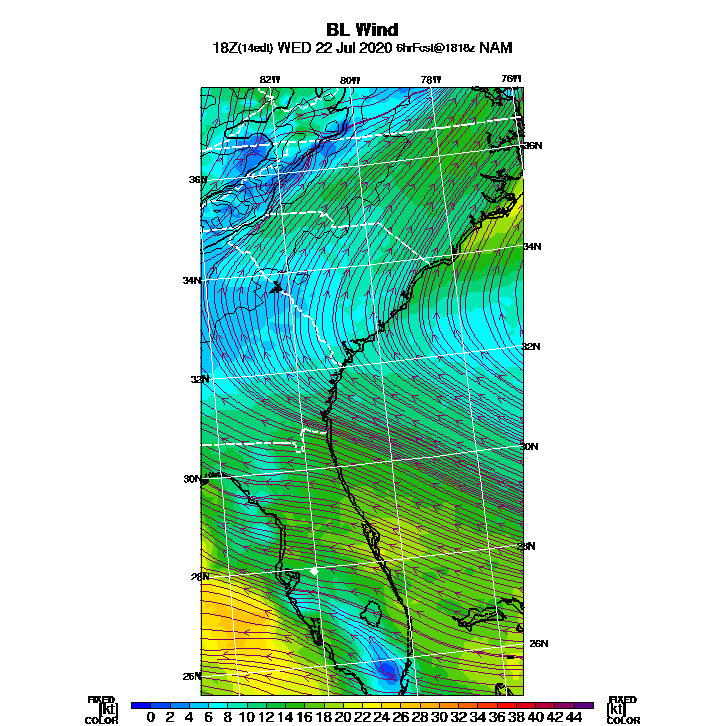 BL Wind
18Z(14edt) WED 22 Jul 2020 6hrFcst@1818z NAM
82W 80W 78W 76W
36N
36N
34N
34N
32N
32N
30N
30N
28N
28N
26N
26N
FIXED FIXED
[kt] [kt]
COLOR COLOR
0 2 4 6 8 10 12 14 16 18 20 22 24 26 28 30 32 34 36 38 40 42 44